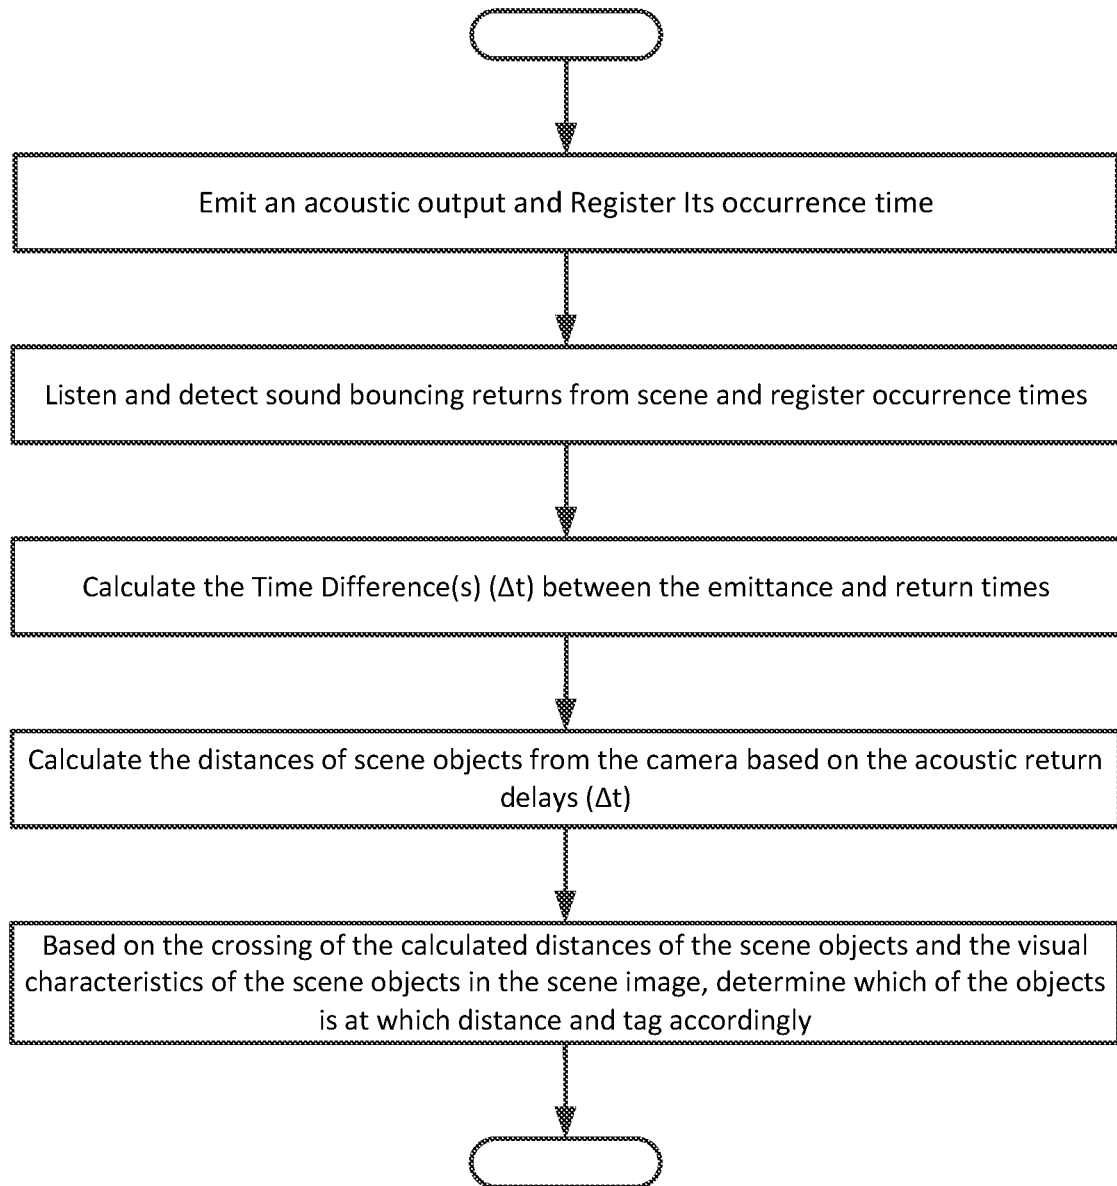 Emit an acoustic output and Register Its occurrence time
Listen and detect sound bouncing returns from scene and register occurrence times
Calculate the Time Difference(s) (Δt) between the emittance and return times
Calculate the distances of scene objects from the camera based on the acoustic return
delays (Δt)
Based on the crossing of the calculated distances of the scene objects and the visual
characteristics of the scene objects in the scene image, determine which of the objects
is at which distance and tag accordingly